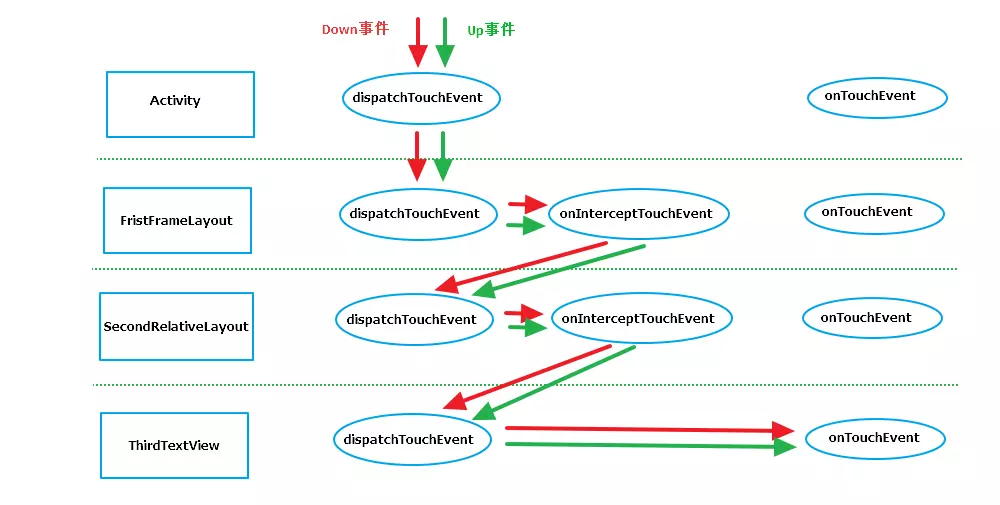 Down事件
Up事件
Activity
dispatchTouchEvent
onTouchEvent
FristFrameLayout
dispatchTouchEvent
onInterceptTouchEvent
onTouchEvent
SecondRelativeLayout
dispatchTouchEvent
onInterceptTouchEvent
onTouchEvent
ThirdTextView
dispatchTouchEvent
onTouchEvent